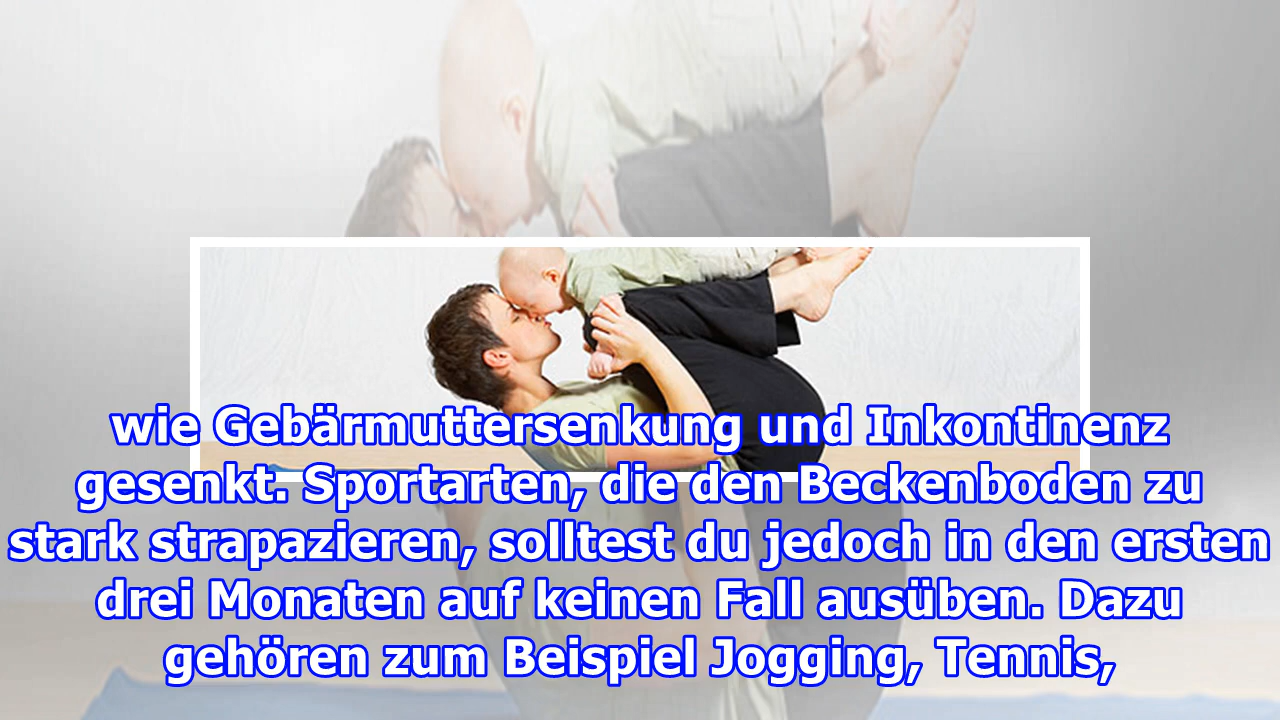 wie Gebärmuttersenkung und Inkontinenz
gesenkt. Sportarten, die den Beckenboden zu
stark strapazieren, solltest du jedoch in den ersten
drei Monaten auf keinen Fall ausüben. Dazu
gehören zum Beispiel Jogging, Tennis,